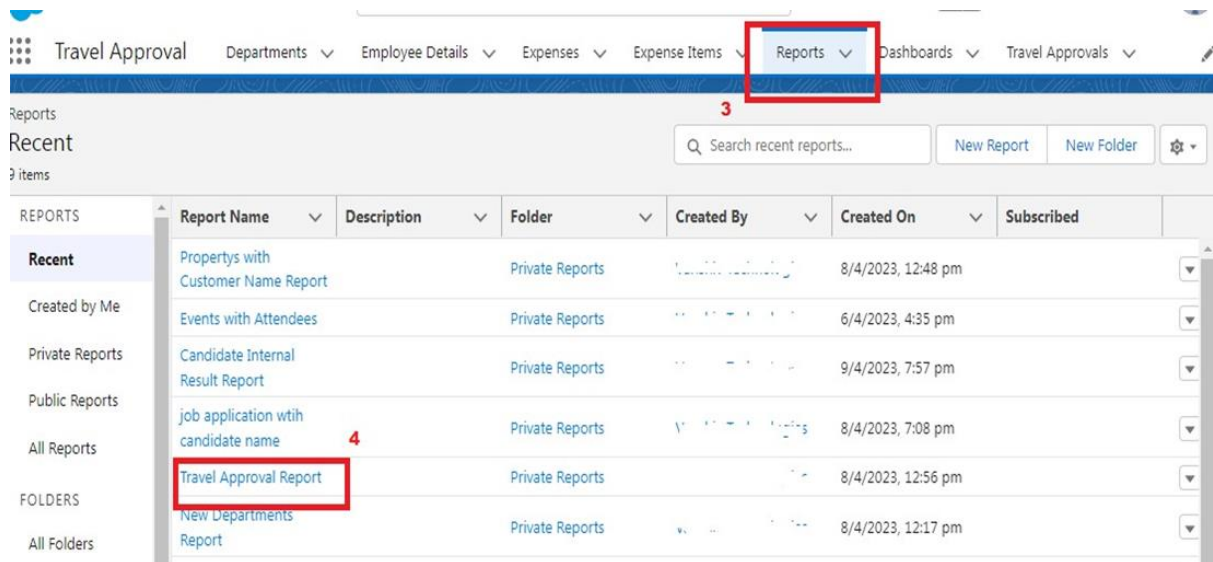 Travel Approval Departments Employee Details Expenses Expense Items Reports Dashboards Travel Approvals
3
Reports
Recent
9 items
Search recent reports... New Report New Folder
REPORTS Report Name Description Folder Created By Created On Subscribed
Recent
Propertys with
Customer Name Report
Private Reports 8/4/2023, 12:48 pm
Created by Me
Events with Attendees Private Reports 6/4/2023, 4:35 pm
Private Reports
Candidate Internal
Result Report
Private Reports 9/4/2023, 7:57 pm
Public Reports
job application wtih
candidate name
Private Reports 8/4/2023, 7:08 pm
4
All Reports
Travel Approval Report Private Reports 8/4/2023, 12:56 pm
FOLDERS
New Departments
Report
Private Reports 8/4/2023, 12:17 pm
All Folders